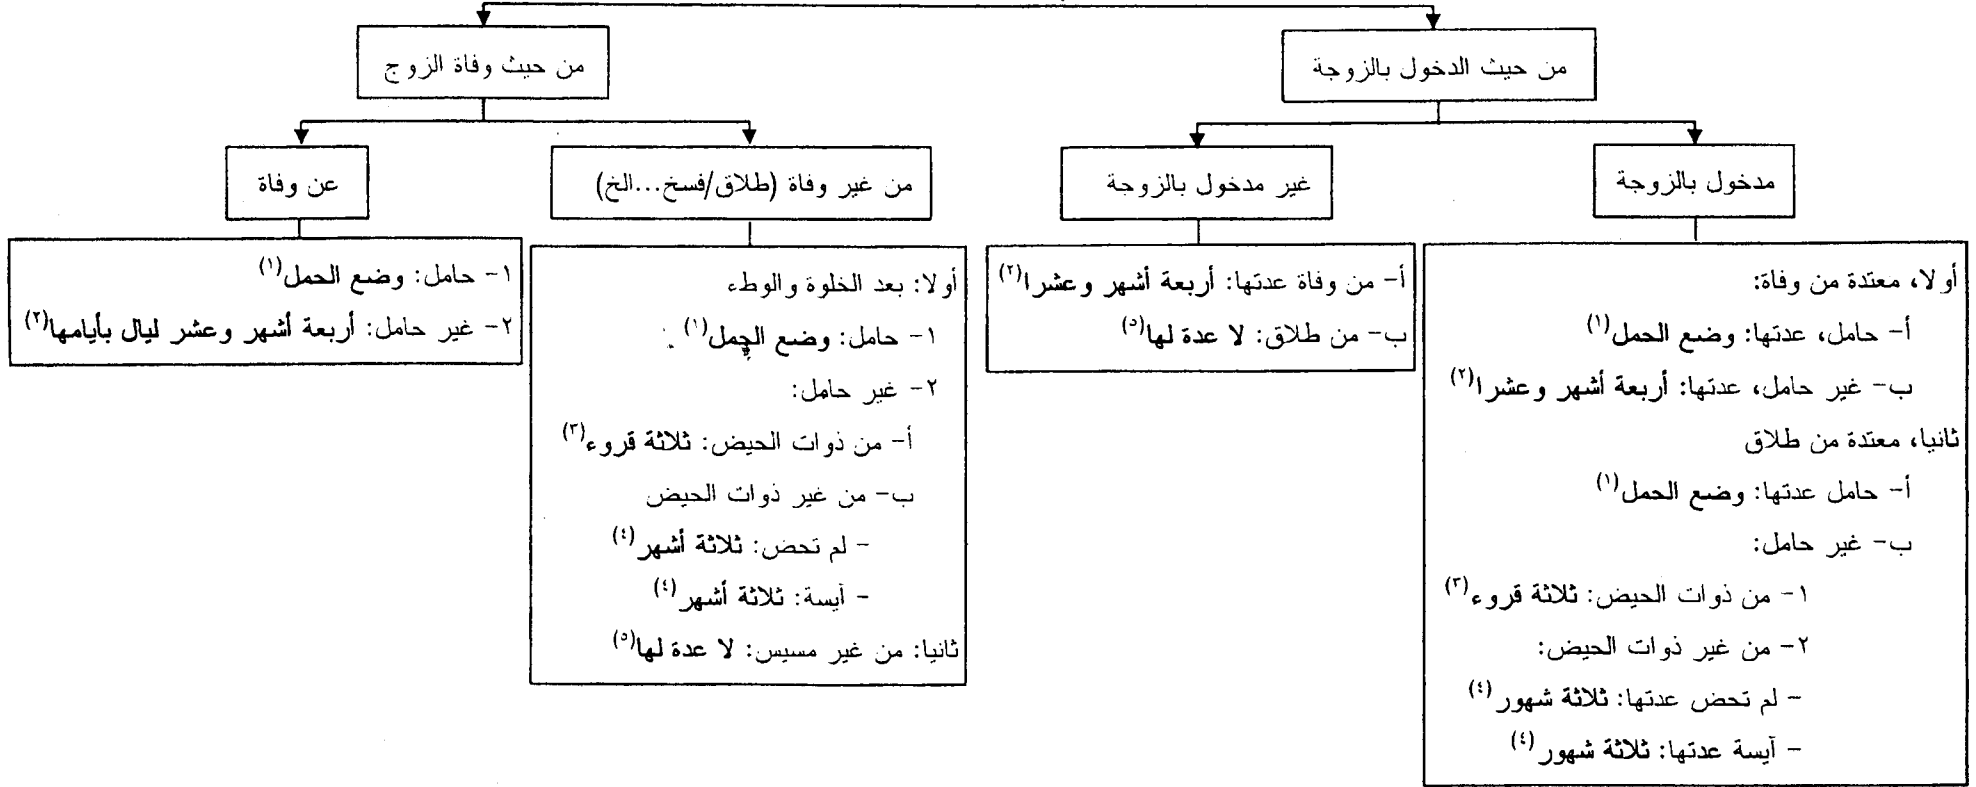 من حيث الدخول بالزوجة
من حيث وفاة الزوج
مدخول بالزوجة
غير مدخول بالزوجة
من غير وفاة (طلاق/فسخ...الخ)
عن وفاة
أولا، معتدة من وفاة:
أ- حامل، عدتها: وضع الحمل(١)
ب- غير حامل، عدتها: أربعة أشهر وعشرا(٢)
ثانيا، معتدة من طلاق
أ- حامل عدتها: وضع الحمل(١)
ب- غير حامل:
١- من ذوات الحيض: ثلاثة قروء(٣)
٢- من غير ذوات الحيض:
- لم تحض عدتها: ثلاثة شهور(٤)
- آيسة عدتها: ثلاثة شهور(٤)
أ- من وفاة عدتها: أربعة أشهر وعشرا(٢)
ب- من طلاق: لا عدة لها(٥)
أولا: بعد الخلوة والوطء
١- حامل: وضع الحمل(١)
٢- غير حامل:
أ- من ذوات الحيض: ثلاثة قروء(٣)
ب- من غير ذوات الحيض
- لم تحض: ثلاثة أشهر(٤)
- آيسة: ثلاثة أشهر(٤)
ثانيا: من غير مسيس: لا عدة لها(٥)
١- حامل: وضع الحمل(١)
٢- غير حامل: أربعة أشهر وعشر ليال بأيامها(٢)